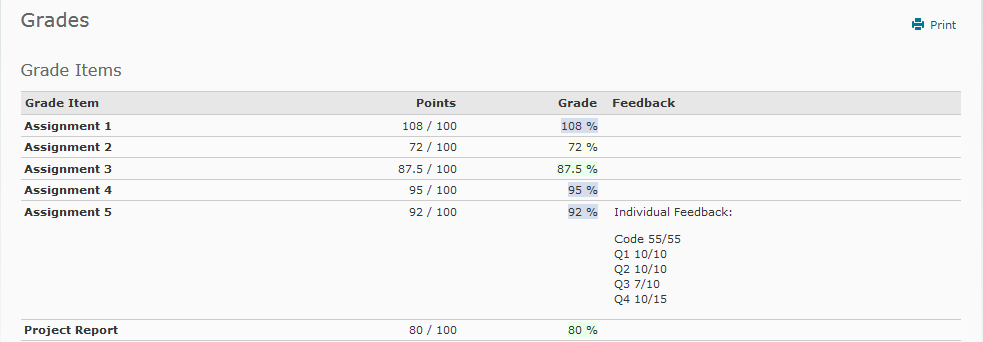 Grades
Print
Grade Items
Grade Item Points Grade Feedback
Assignment 1 108 / 100 108 %
Assignment 2 72 / 100 72 %
Assignment 3 87.5 / 100 87.5 %
Assignment 4 95 / 100 95 %
Assignment 5 92 / 100 92 % Individual Feedback:
Code 55/55
Q1 10/10
Q2 10/10
Q3 7/10
Q4 10/15
Project Report 80 / 100 80 %